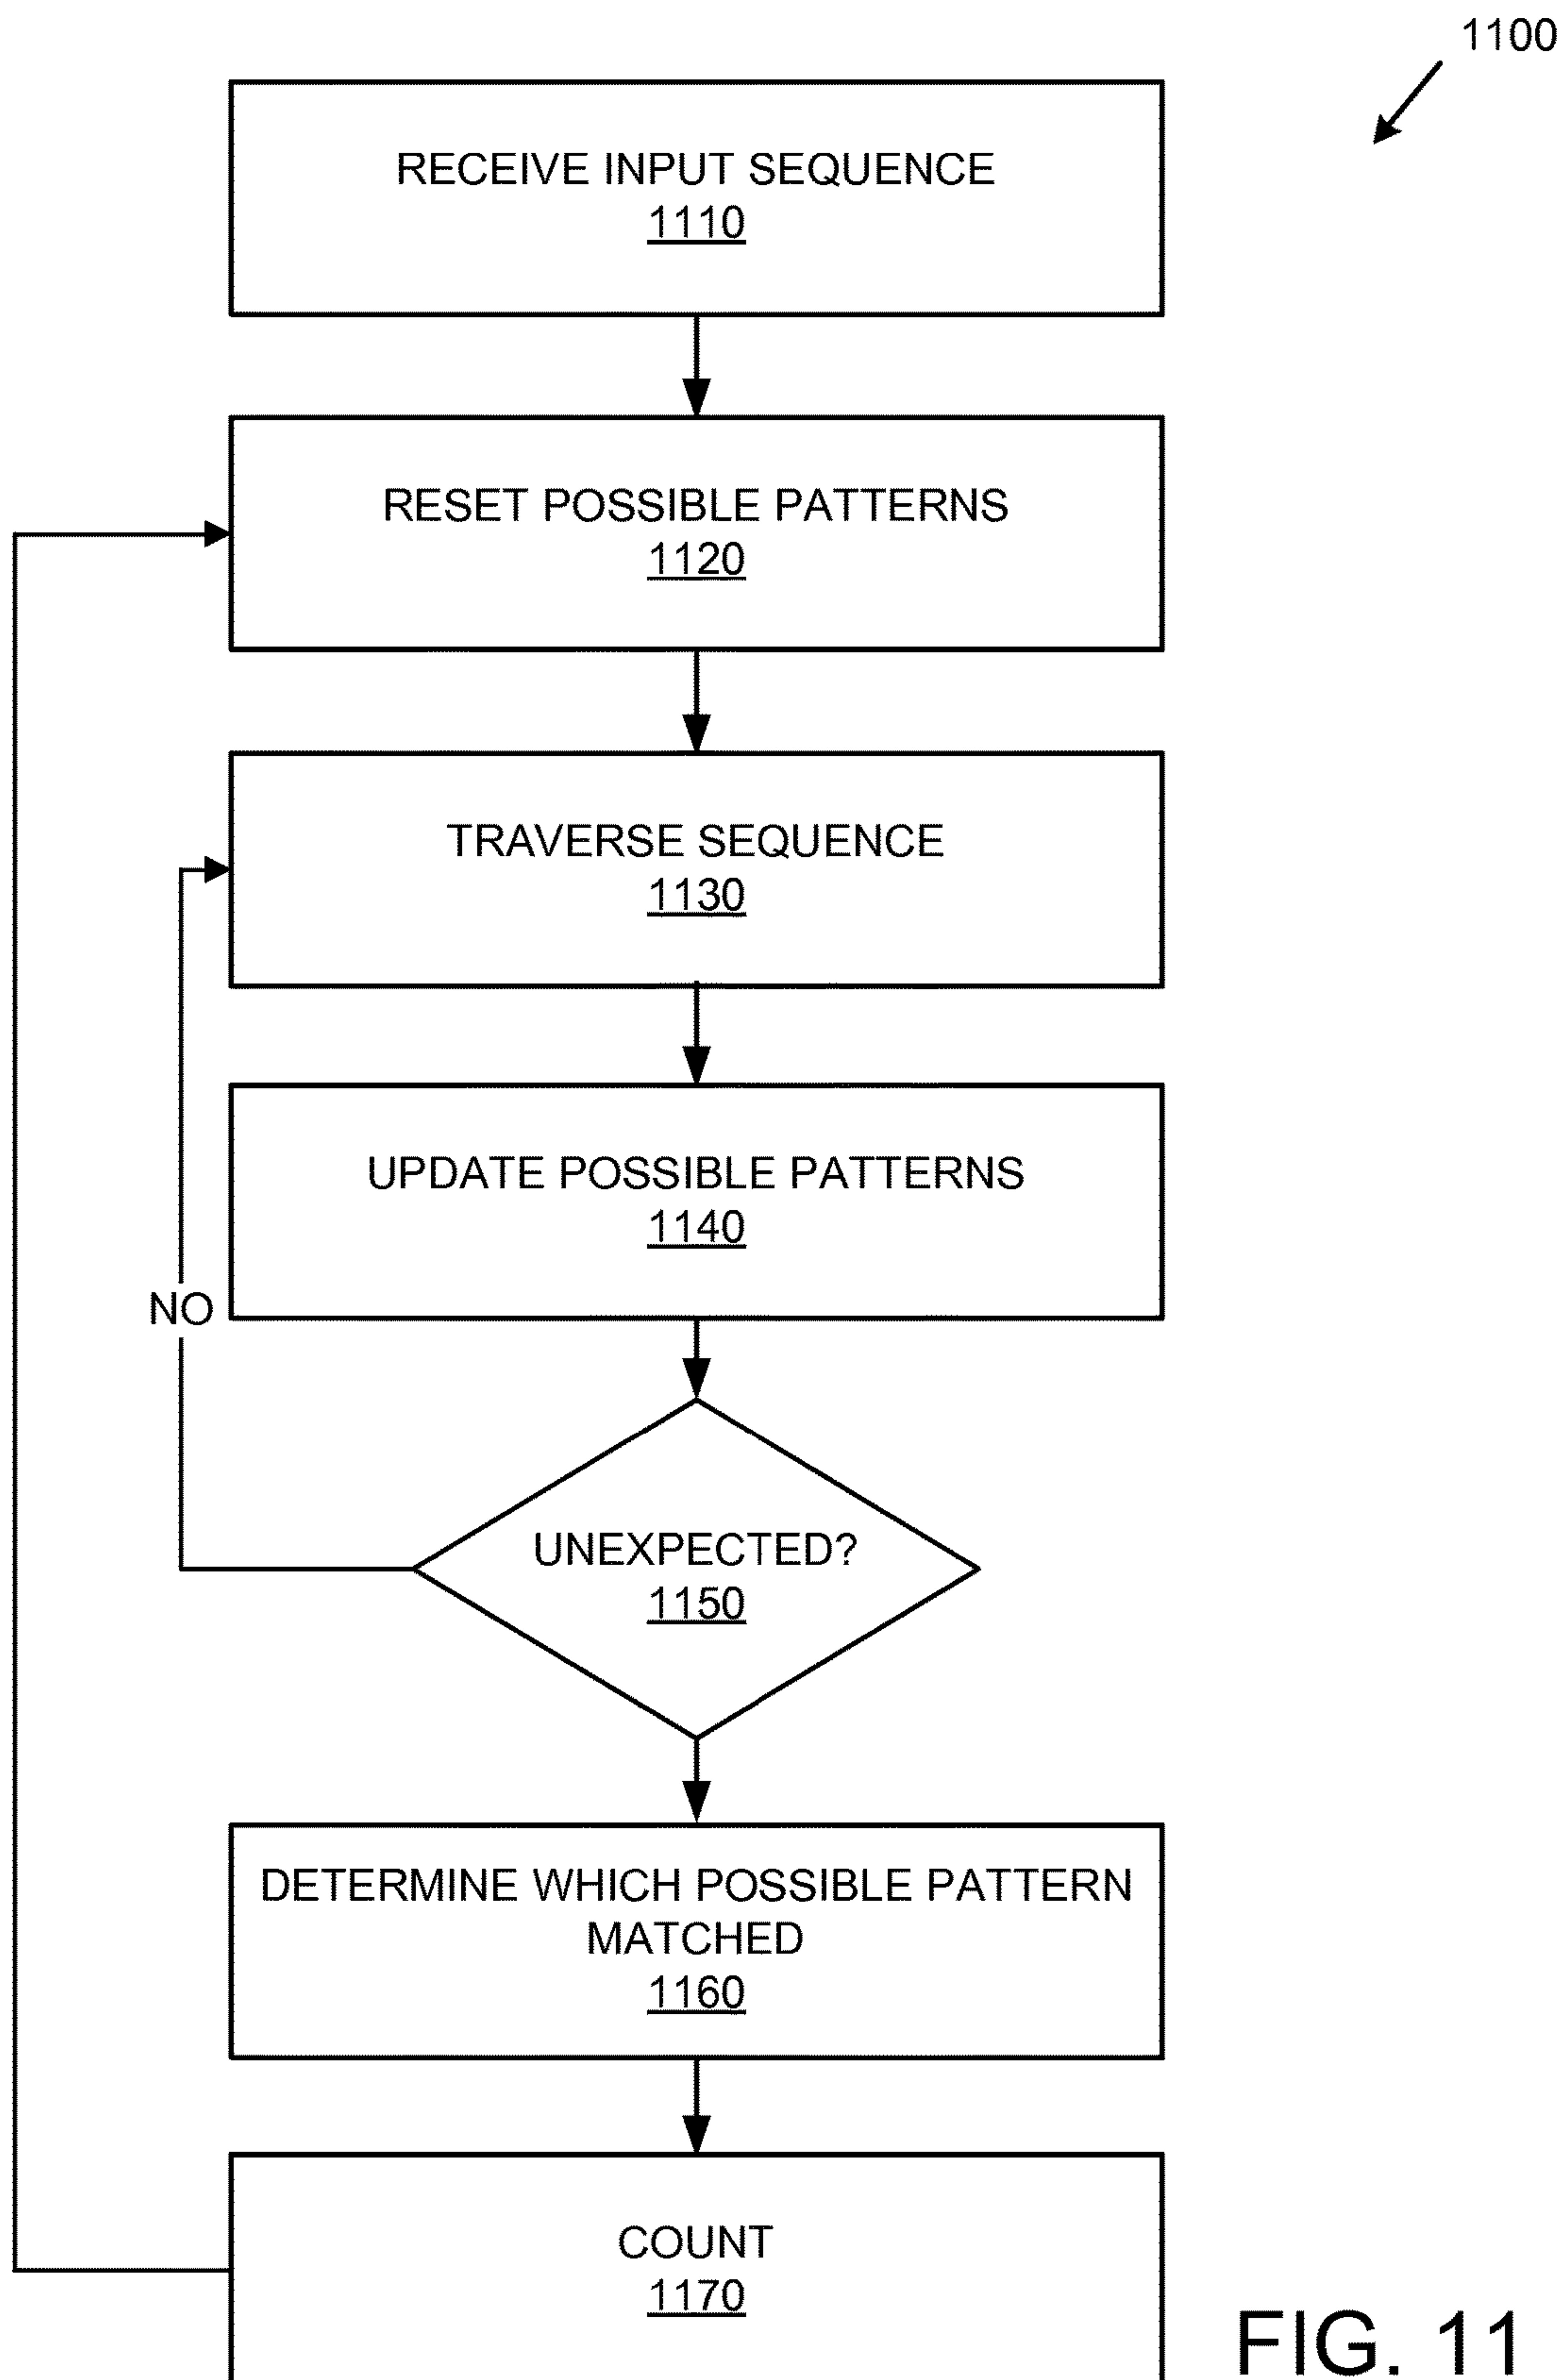 1100
RECEIVE INPUT SEQUENCE
1110
RESET POSSIBLE PATTERNS
1120
TRAVERSE SEQUENCE
1130
UPDATE POSSIBLE PATTERNS
1140
NO
UNEXPECTED?
1150
DETERMINE WHICH POSSIBLE PATTERN
MATCHED
1160
COUNT
1170
FIG. 11